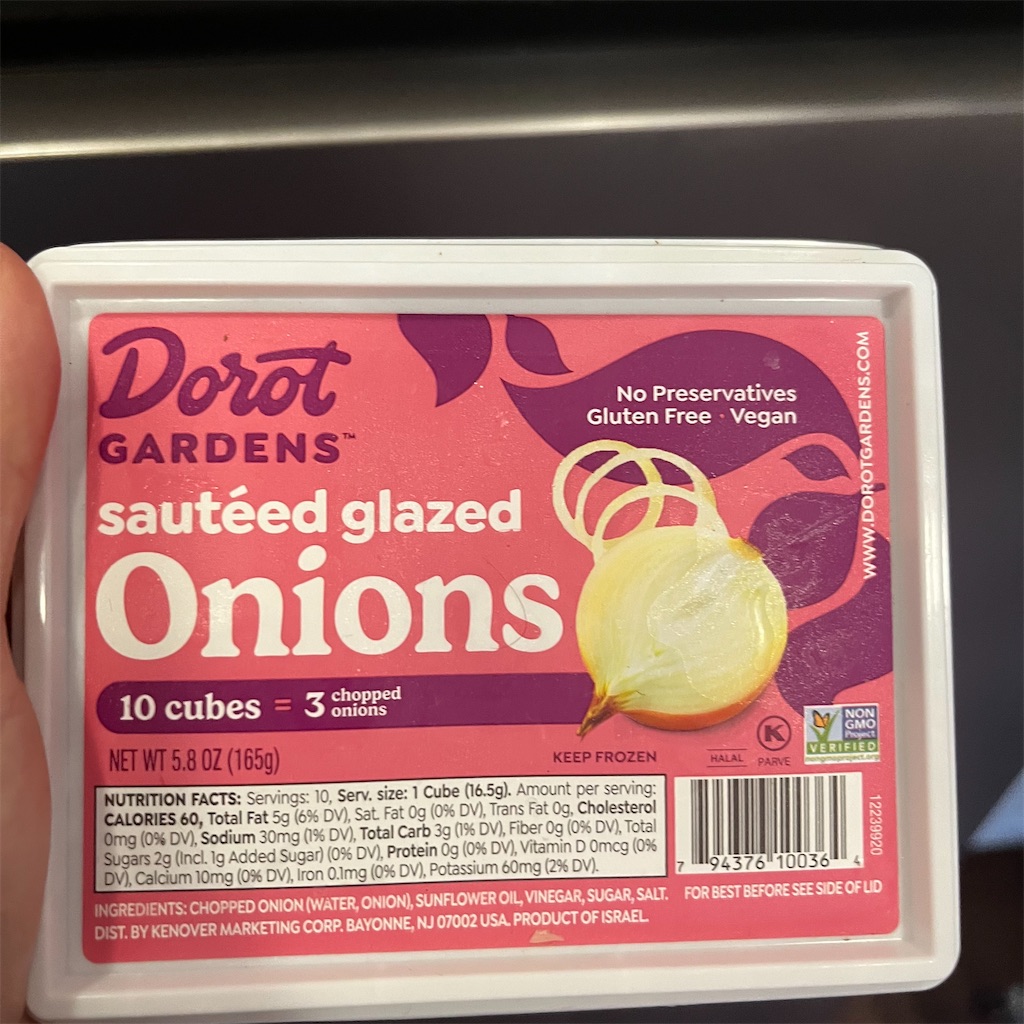 Dorot
GARDENS™
No Preservatives
Gluten Free · Vegan
WWW.DOROTGARDENS.COM
sautéed glazed
Onions
10 cubes = 3 chopped onions
NET WT 5.8 OZ (165g)
KEEP FROZEN
HALAL
K
PARVE
NON
GMO
Project
VERIFIED
nongmoproject.org
NUTRITION FACTS: Servings: 10, Serv. size: 1 Cube (16.5g). Amount per serving:
CALORIES 60, Total Fat 5g (6% DV), Sat. Fat 0g (0% DV), Trans Fat 0g, Cholesterol
0mg (0% DV), Sodium 30mg (1% DV), Total Carb 3g (1% DV), Fiber 0g (0% DV), Total
Sugars 2g (Incl. 1g Added Sugar) (0% DV), Protein 0g (0% DV), Vitamin D 0mcg (0%
DV), Calcium 10mg (0% DV), Iron 0.1mg (0% DV), Potassium 60mg (2% DV).
7 94376 10036 4
12239920
INGREDIENTS: CHOPPED ONION (WATER, ONION), SUNFLOWER OIL, VINEGAR, SUGAR, SALT.
FOR BEST BEFORE SEE SIDE OF LID
DIST. BY KENOVER MARKETING CORP. BAYONNE, NJ 07002 USA. PRODUCT OF ISRAEL.